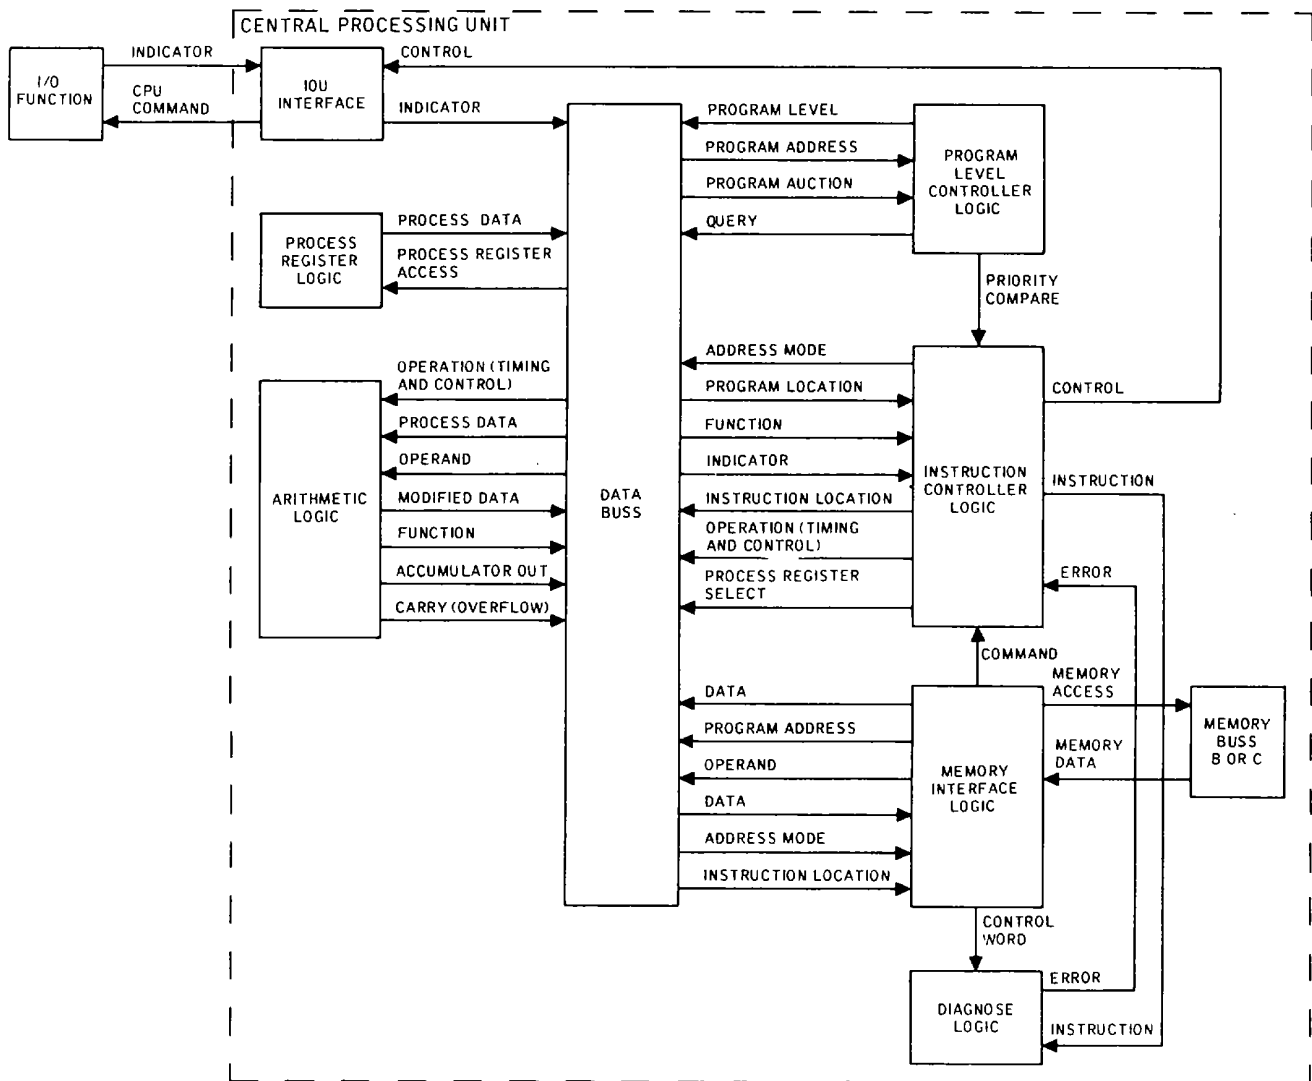 CENTRAL PROCESSING UNIT
I/O
FUNCTION
INDICATOR
CPU
COMMAND
IOU
INTERFACE
CONTROL
INDICATOR
PROCESS
REGISTER
LOGIC
PROCESS DATA
PROCESS REGISTER
ACCESS
ARITHMETIC
LOGIC
OPERATION (TIMING
AND CONTROL)
PROCESS DATA
OPERAND
MODIFIED DATA
FUNCTION
ACCUMULATOR OUT
CARRY (OVERFLOW)
DATA
BUSS
PROGRAM LEVEL
PROGRAM ADDRESS
PROGRAM AUCTION
QUERY
PROGRAM
LEVEL
CONTROLLER
LOGIC
PRIORITY
COMPARE
ADDRESS MODE
PROGRAM LOCATION
FUNCTION
INDICATOR
INSTRUCTION LOCATION
OPERATION (TIMING
AND CONTROL)
PROCESS REGISTER
SELECT
INSTRUCTION
CONTROLLER
LOGIC
CONTROL
INSTRUCTION
ERROR
COMMAND
DATA
PROGRAM ADDRESS
OPERAND
DATA
ADDRESS MODE
INSTRUCTION LOCATION
MEMORY
INTERFACE
LOGIC
MEMORY
ACCESS
MEMORY
DATA
MEMORY
BUSS
B OR C
CONTROL
WORD
DIAGNOSE
LOGIC
ERROR
INSTRUCTION